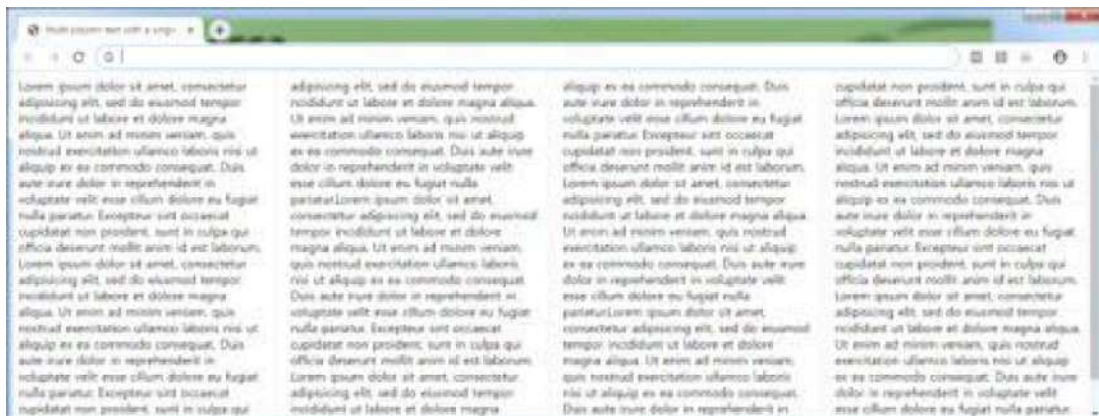 Multi column text with a singl
Lorem ipsum dolor sit amet, consectetur
adipisicing elit, sed do eiusmod tempor
incididunt ut labore et dolore magna
aliqua. Ut enim ad minim veniam, quis
nostrud exercitation ullamco laboris nisi ut
aliquip ex ea commodo consequat. Duis
aute irure dolor in reprehenderit in
voluptate velit esse cillum dolore eu fugiat
nulla pariatur. Excepteur sint occaecat
cupidatat non proident, sunt in culpa qui
officia deserunt mollit anim id est laborum.
Lorem ipsum dolor sit amet, consectetur
adipisicing elit, sed do eiusmod tempor
incididunt ut labore et dolore magna
aliqua. Ut enim ad minim veniam, quis
nostrud exercitation ullamco laboris nisi ut
aliquip ex ea commodo consequat. Duis
aute irure dolor in reprehenderit in
voluptate velit esse cillum dolore eu fugiat
nulla pariatur. Excepteur sint occaecat
cupidatat non proident, sunt in culpa qui
adipisicing elit, sed do eiusmod tempor
incididunt ut labore et dolore magna aliqua.
Ut enim ad minim veniam, quis nostrud
exercitation ullamco laboris nisi ut aliquip
ex ea commodo consequat. Duis aute irure
dolor in reprehenderit in voluptate velit
esse cillum dolore eu fugiat nulla
pariatur.Lorem ipsum dolor sit amet,
consectetur adipisicing elit, sed do eiusmod
tempor incididunt ut labore et dolore
magna aliqua. Ut enim ad minim veniam,
quis nostrud exercitation ullamco laboris
nisi ut aliquip ex ea commodo consequat.
Duis aute irure dolor in reprehenderit in
voluptate velit esse cillum dolore eu fugiat
nulla pariatur. Excepteur sint occaecat
cupidatat non proident, sunt in culpa qui
officia deserunt mollit anim id est laborum.
Lorem ipsum dolor sit amet, consectetur
adipisicing elit, sed do eiusmod tempor
incididunt ut labore et dolore magna
aliquip ex ea commodo consequat. Duis
aute irure dolor in reprehenderit in
voluptate velit esse cillum dolore eu fugiat
nulla pariatur. Excepteur sint occaecat
cupidatat non proident, sunt in culpa qui
officia deserunt mollit anim id est laborum.
Lorem ipsum dolor sit amet, consectetur
adipisicing elit, sed do eiusmod tempor
incididunt ut labore et dolore magna aliqua.
Ut enim ad minim veniam, quis nostrud
exercitation ullamco laboris nisi ut aliquip
ex ea commodo consequat. Duis aute irure
dolor in reprehenderit in voluptate velit
esse cillum dolore eu fugiat nulla
pariatur.Lorem ipsum dolor sit amet,
consectetur adipisicing elit, sed do eiusmod
tempor incididunt ut labore et dolore
magna aliqua. Ut enim ad minim veniam,
quis nostrud exercitation ullamco laboris
nisi ut aliquip ex ea commodo consequat.
Duis aute irure dolor in reprehenderit in
cupidatat non proident, sunt in culpa qui
officia deserunt mollit anim id est laborum.
Lorem ipsum dolor sit amet, consectetur
adipisicing elit, sed do eiusmod tempor
incididunt ut labore et dolore magna
aliqua. Ut enim ad minim veniam, quis
nostrud exercitation ullamco laboris nisi ut
aliquip ex ea commodo consequat. Duis
aute irure dolor in reprehenderit in
voluptate velit esse cillum dolore eu fugiat
nulla pariatur. Excepteur sint occaecat
cupidatat non proident, sunt in culpa qui
officia deserunt mollit anim id est laborum.
Lorem ipsum dolor sit amet, consectetur
adipisicing elit, sed do eiusmod tempor
incididunt ut labore et dolore magna aliqua.
Ut enim ad minim veniam, quis nostrud
exercitation ullamco laboris nisi ut aliquip
ex ea commodo consequat. Duis aute irure
dolor in reprehenderit in voluptate velit
esse cillum dolore eu fugiat nulla pariatur.